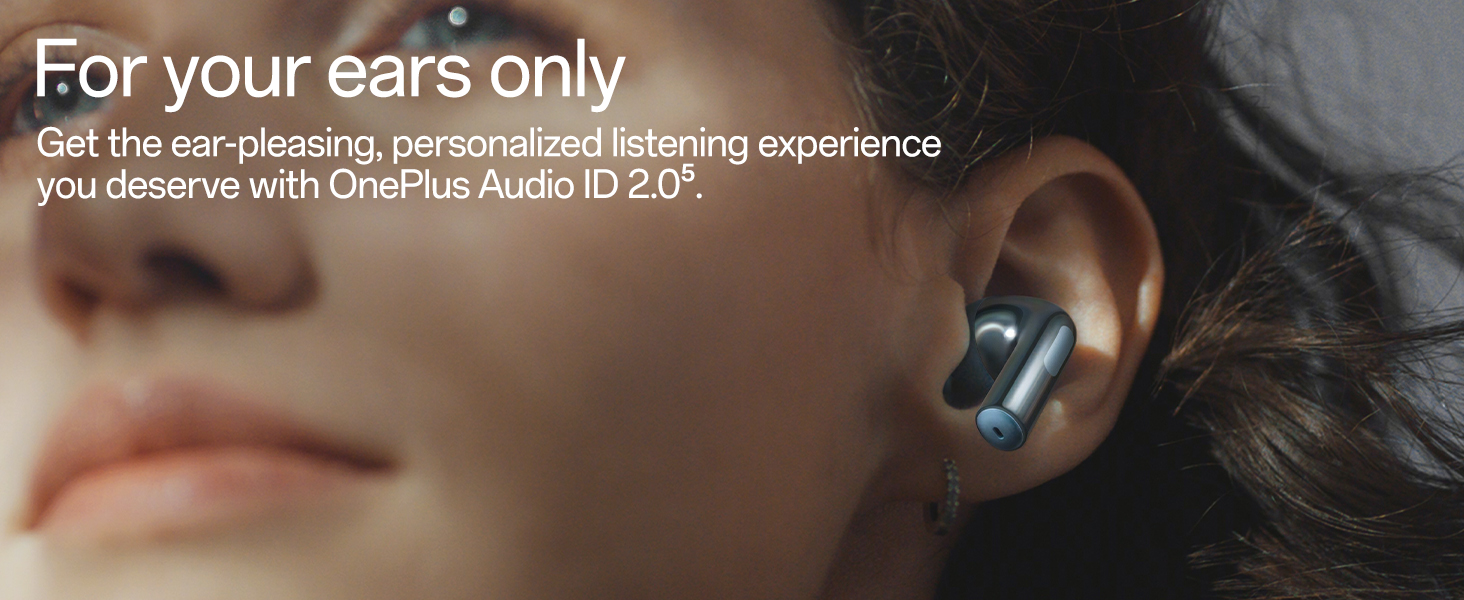 For your ears only
Get the ear-pleasing, personalized listening experience
you deserve with OnePlus Audio ID 2.0⁵.